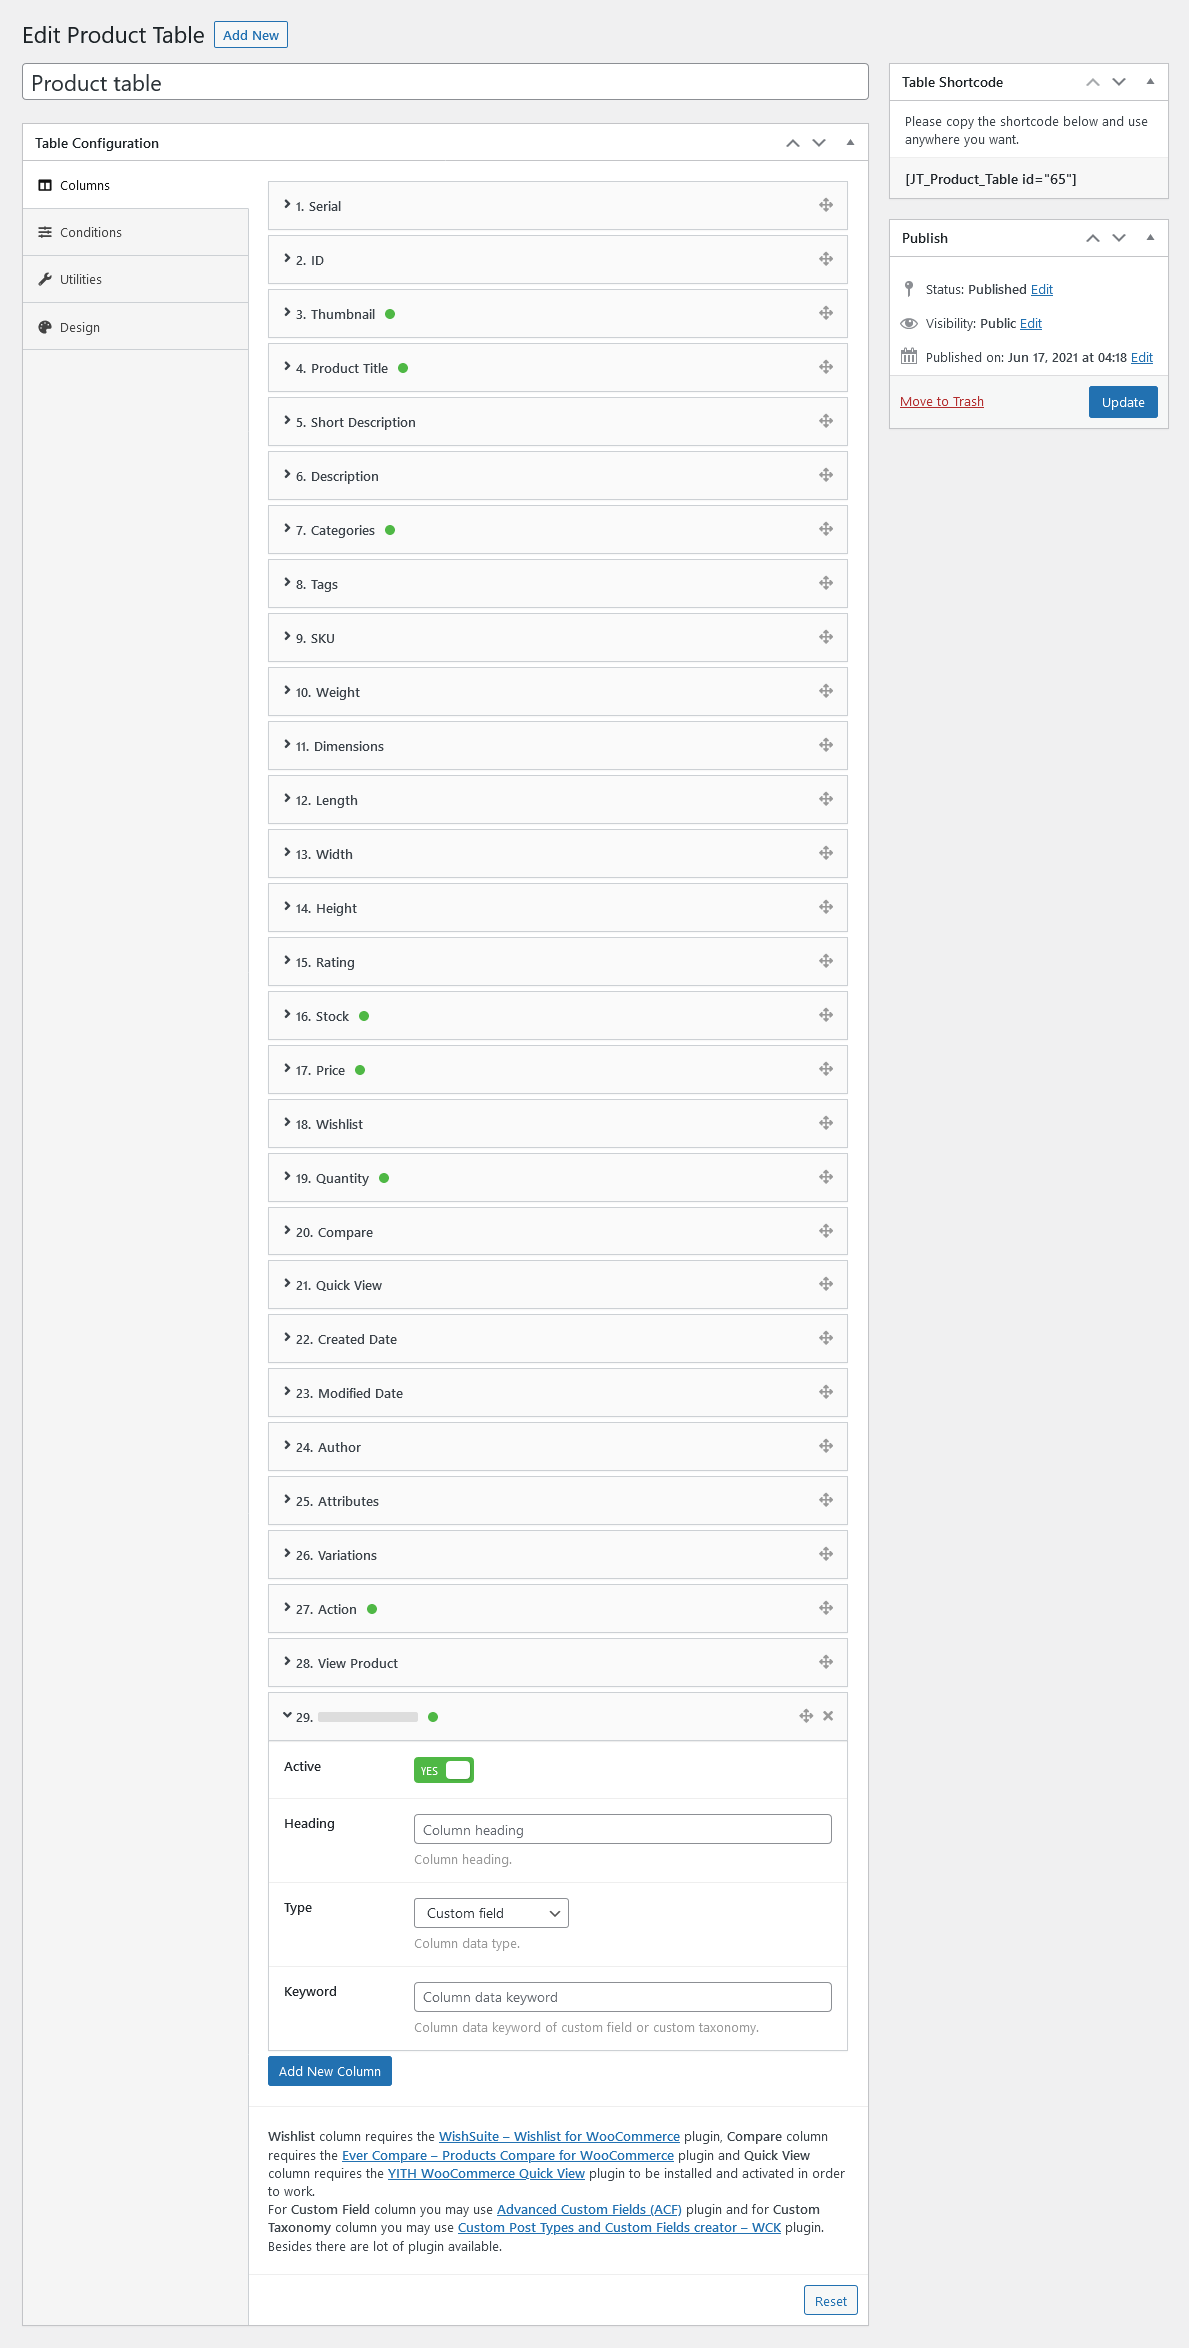 Edit Product Table
Add New
Product table
Table Configuration
Columns
Conditions
Utilities
Design
1. Serial
2. ID
3. Thumbnail
4. Product Title
5. Short Description
6. Description
7. Categories
8. Tags
9. SKU
10. Weight
11. Dimensions
12. Length
13. Width
14. Height
15. Rating
16. Stock
17. Price
18. Wishlist
19. Quantity
20. Compare
21. Quick View
22. Created Date
23. Modified Date
24. Author
25. Attributes
26. Variations
27. Action
28. View Product
29.
Active
YES
Heading
Column heading
Column heading.
Type
Custom field
Column data type.
Keyword
Column data keyword
Column data keyword of custom field or custom taxonomy.
Add New Column
Wishlist column requires the WishSuite – Wishlist for WooCommerce plugin, Compare column
requires the Ever Compare – Products Compare for WooCommerce plugin and Quick View
column requires the YITH WooCommerce Quick View plugin to be installed and activated in order
to work.
For Custom Field column you may use Advanced Custom Fields (ACF) plugin and for Custom
Taxonomy column you may use Custom Post Types and Custom Fields creator – WCK plugin.
Besides there are lot of plugin available.
Reset
Table Shortcode
Please copy the shortcode below and use
anywhere you want.
[JT_Product_Table id="65"]
Publish
Status: Published Edit
Visibility: Public Edit
Published on: Jun 17, 2021 at 04:18 Edit
Move to Trash
Update